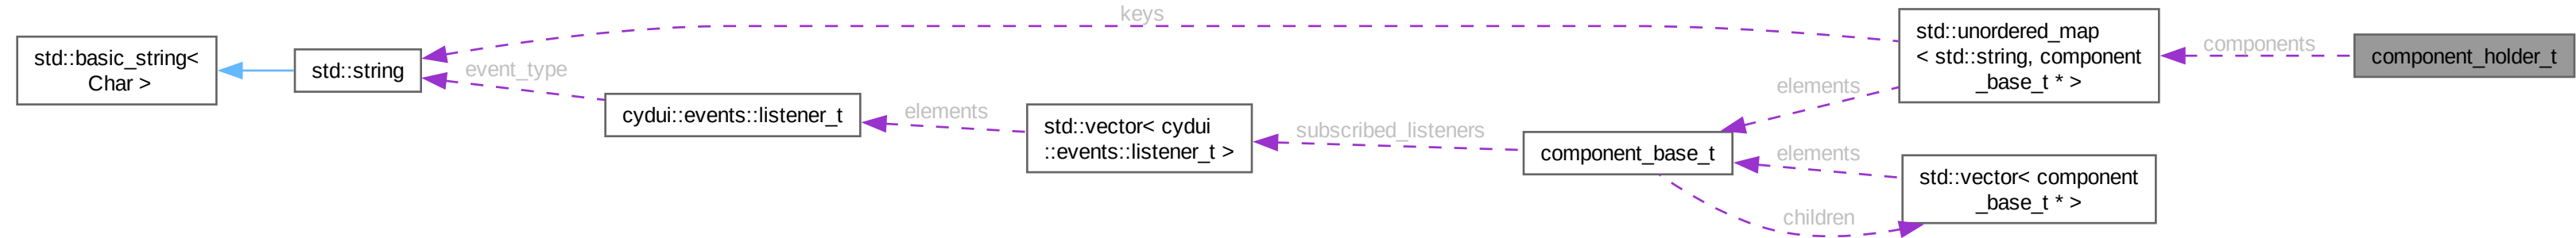 keys
std::basic_string<
Char >
std::string
event_type
cydui::events::listener_t
elements
std::vector< cydui
::events::listener_t >
subscribed_listeners
component_base_t
elements
elements
children
std::unordered_map
< std::string, component
_base_t * >
std::vector< component
_base_t * >
components
component_holder_t